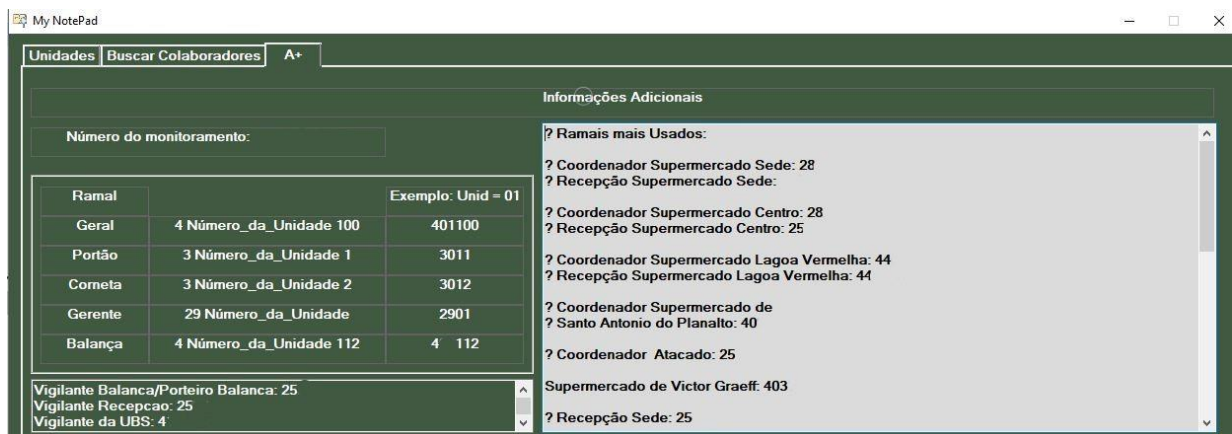 My NotePad
Unidades Buscar Colaboradores A+
Informações Adicionais
Número do monitoramento:
Ramal Exemplo: Unid = 01
Geral 4 Número_da_Unidade 100 401100
Portão 3 Número_da_Unidade 1 3011
Corneta 3 Número_da_Unidade 2 3012
Gerente 29 Número_da_Unidade 2901
Balança 4 Número_da_Unidade 112 4 112
Vigilante Balanca/Porteiro Balanca: 25
Vigilante Recepcao: 25
Vigilante da UBS: 4
? Ramais mais Usados:
? Coordenador Supermercado Sede: 28
? Recepção Supermercado Sede:
? Coordenador Supermercado Centro: 28
? Recepção Supermercado Centro: 25
? Coordenador Supermercado Lagoa Vermelha: 44
? Recepção Supermercado Lagoa Vermelha: 44
? Coordenador Supermercado de
? Santo Antonio do Planalto: 40
? Coordenador Atacado: 25
Supermercado de Victor Graeff: 403
? Recepção Sede: 25